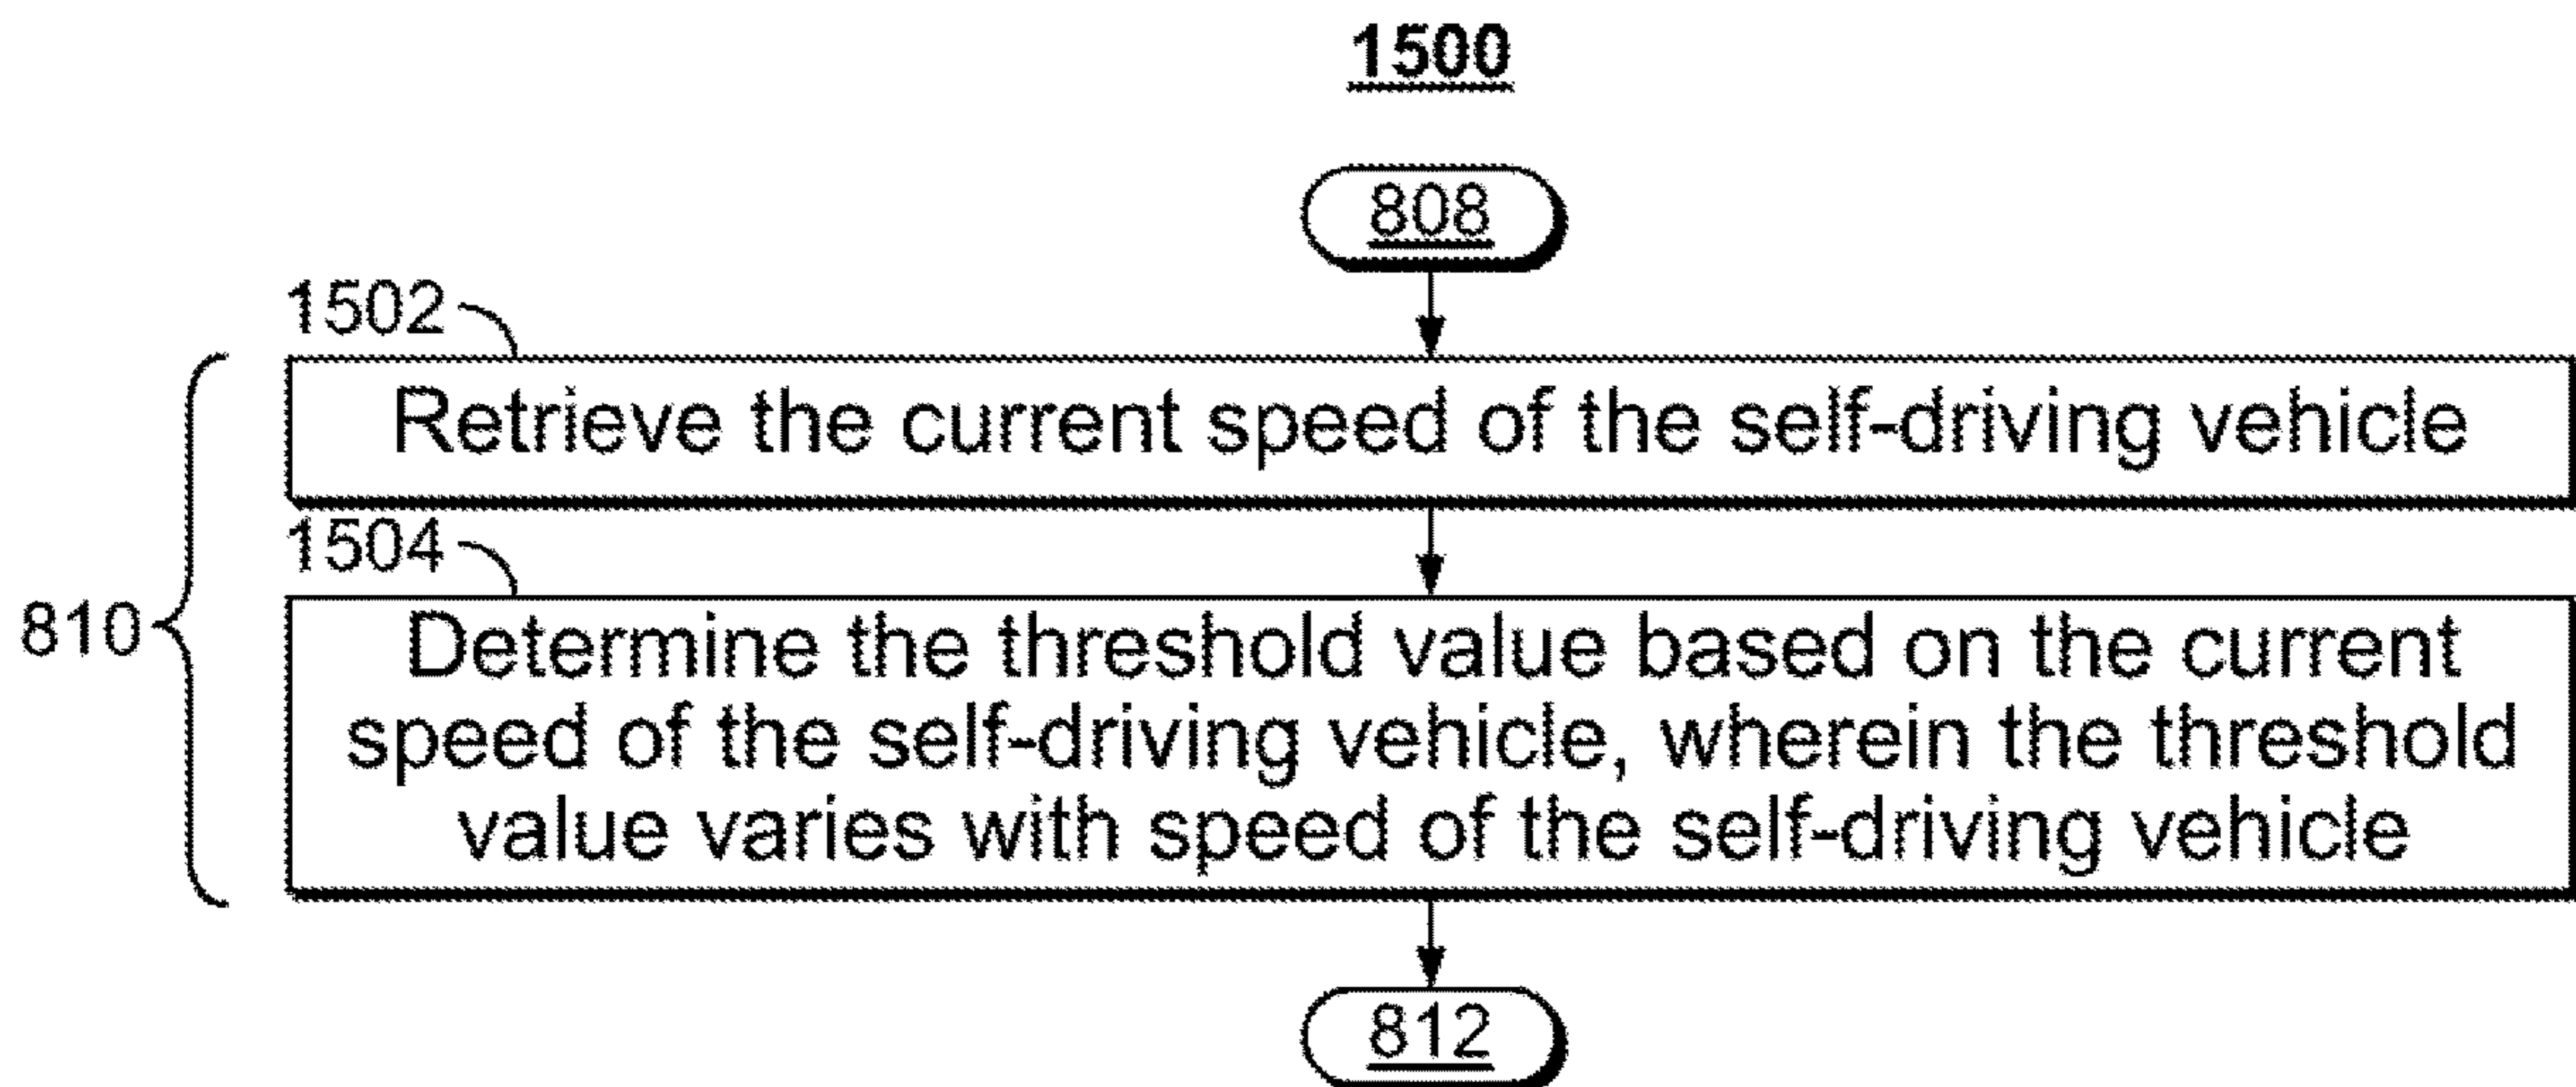 1500
808
1502
Retrieve the current speed of the self-driving vehicle
1504
810
Determine the threshold value based on the current
speed of the self-driving vehicle, wherein the threshold
value varies with speed of the self-driving vehicle
812